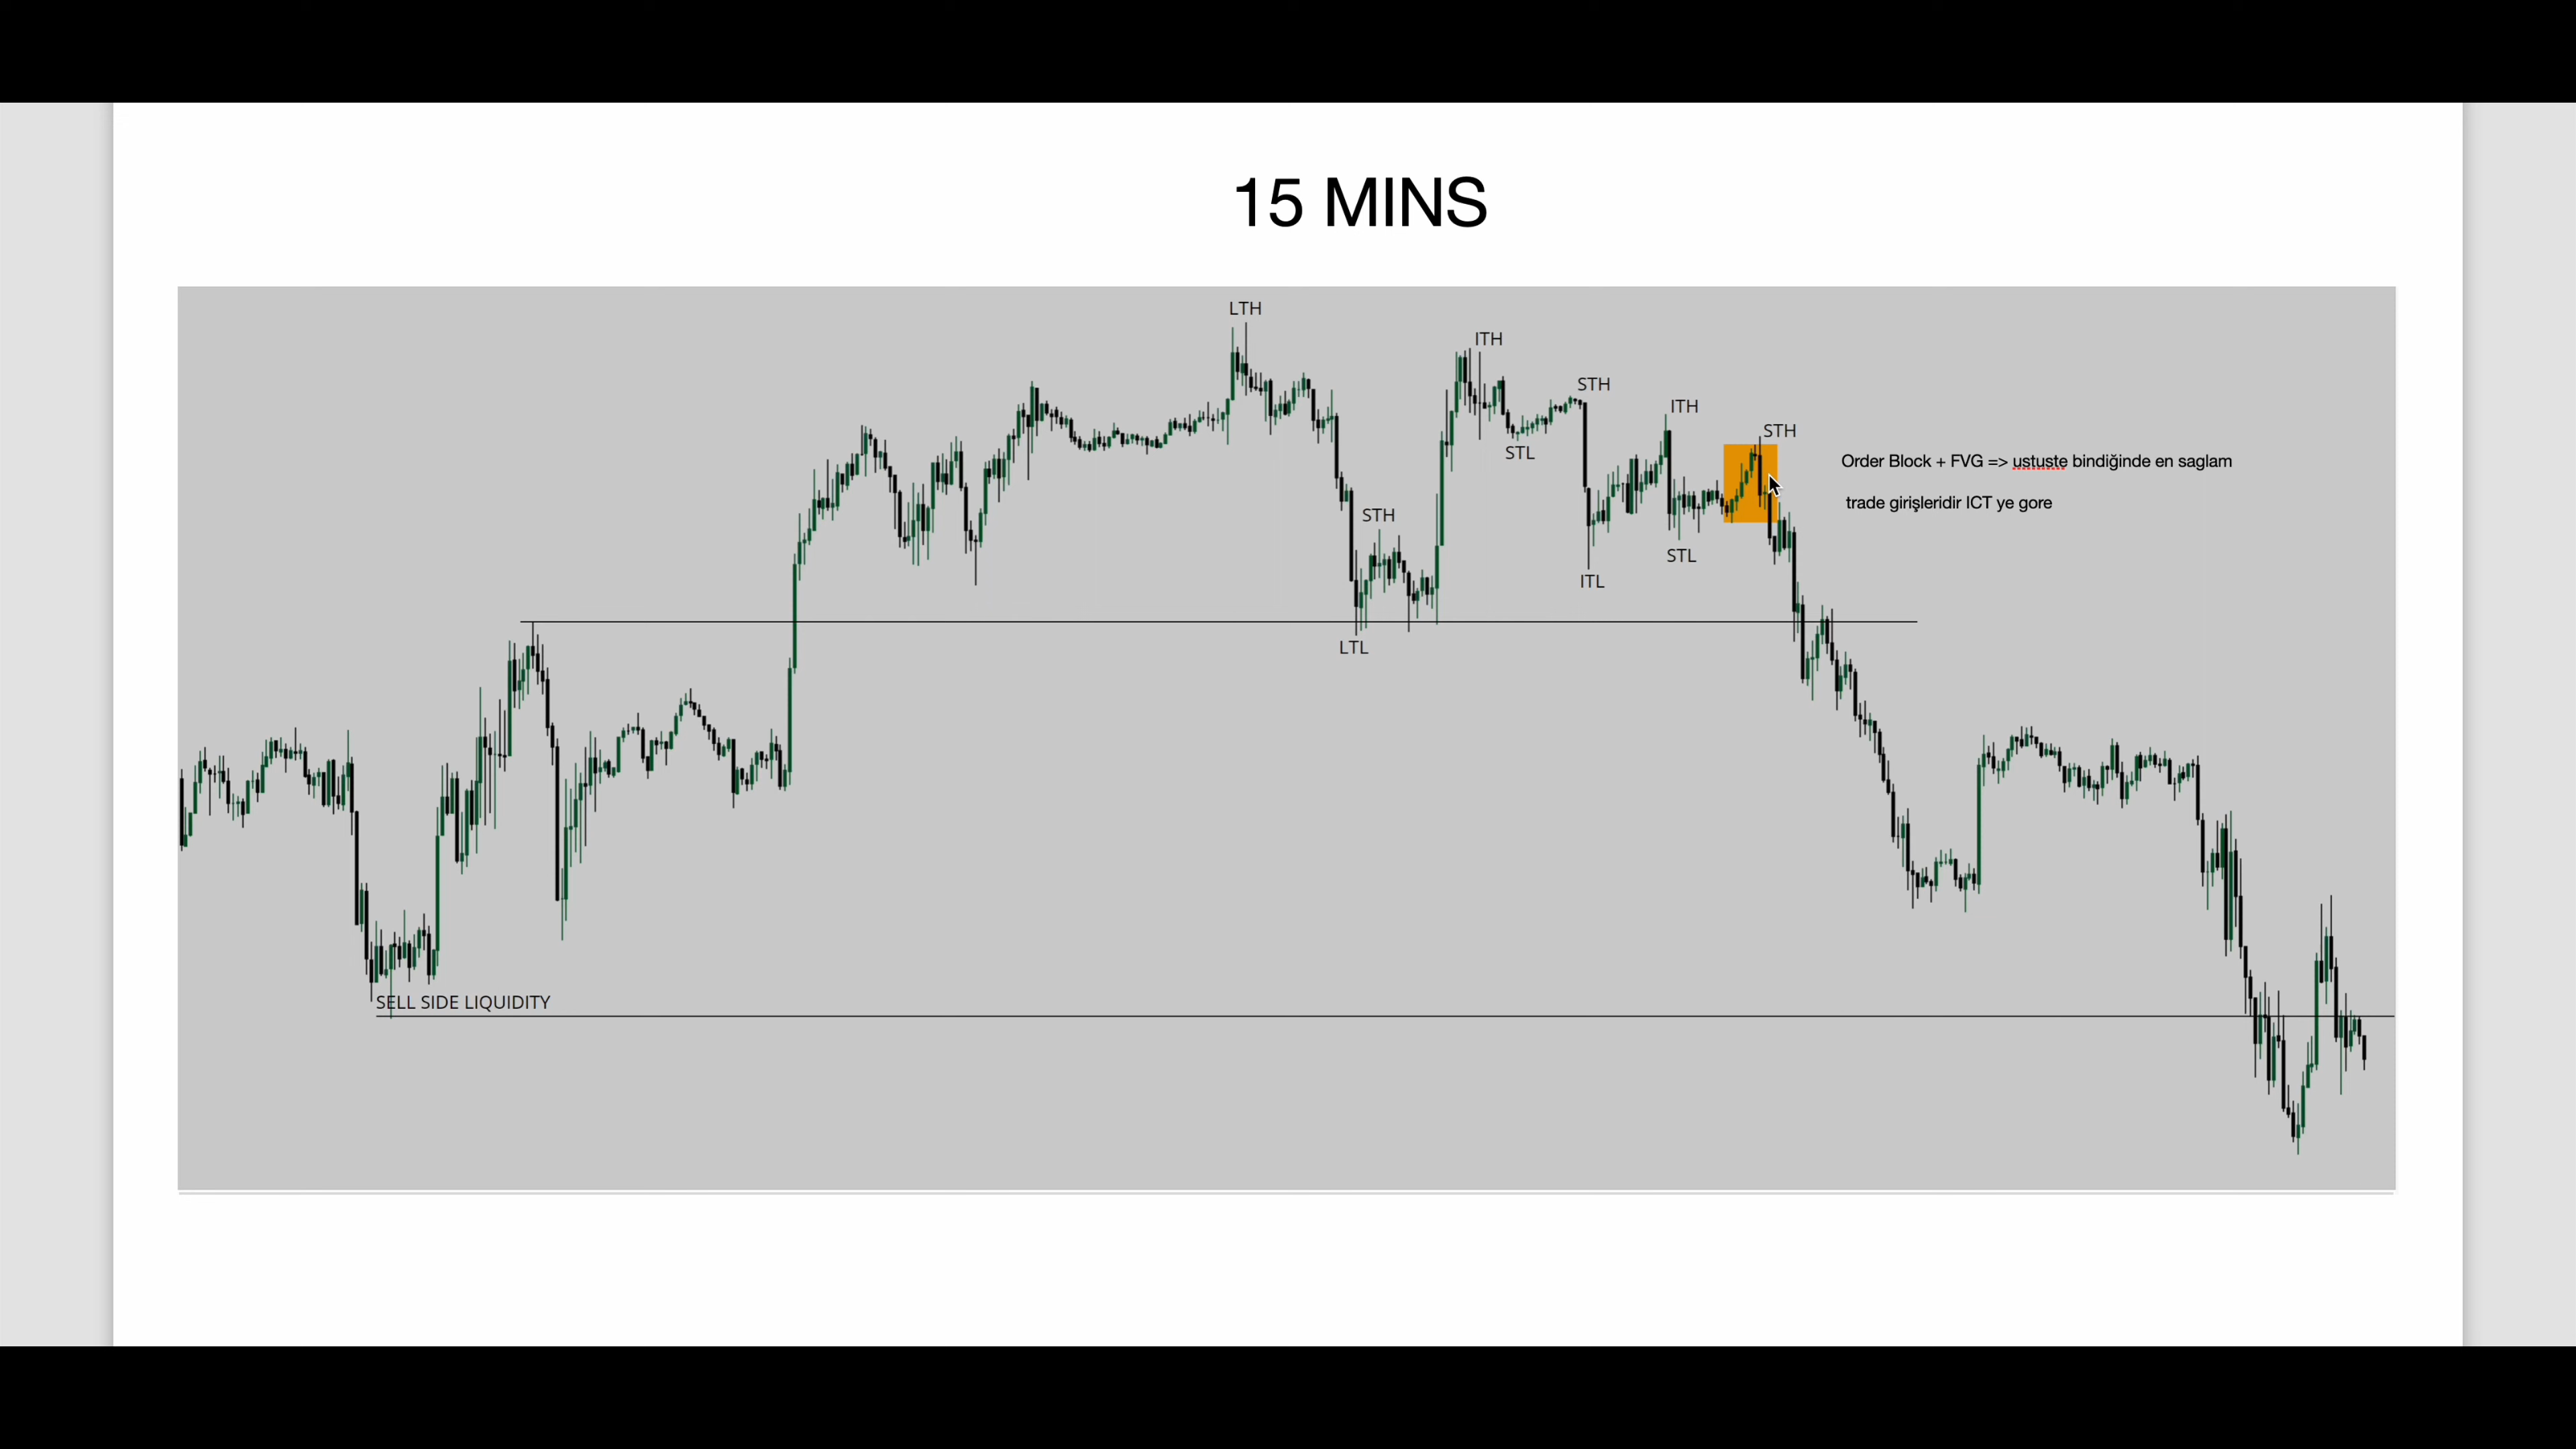 15 MINS
LTH
ITH
STH
ITH
STH
Order Block + FVG => ustuste bindiğinde en saglam
STL
trade girişleridir ICT ye gore
STH
STL
ITL
LTL
SELL SIDE LIQUIDITY